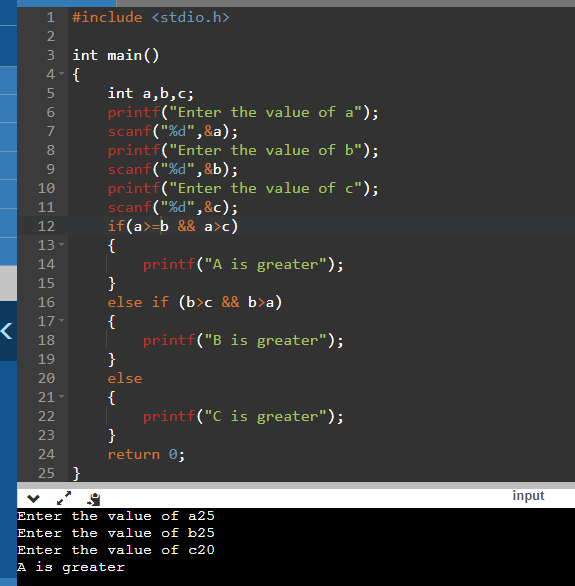 1 #include <stdio.h>
2
3 int main()
4 {
5     int a,b,c;
6     printf("Enter the value of a");
7     scanf("%d",&a);
8     printf("Enter the value of b");
9     scanf("%d",&b);
10     printf("Enter the value of c");
11     scanf("%d",&c);
12     if(a>=b && a>c)
13     {
14         printf("A is greater");
15     }
16     else if (b>c && b>a)
17     {
18         printf("B is greater");
19     }
20     else
21     {
22         printf("C is greater");
23     }
24     return 0;
25 }
input
Enter the value of a25
Enter the value of b25
Enter the value of c20
A is greater